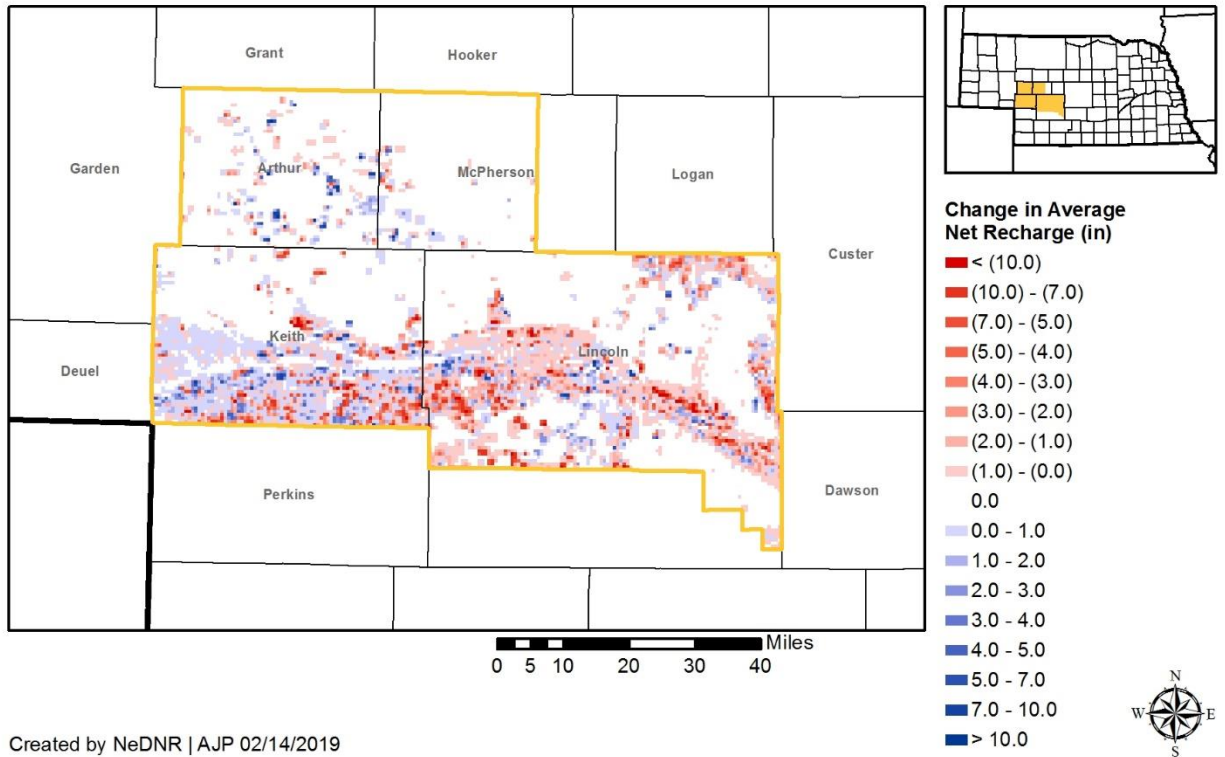 Grant
Hooker
Garden
Arthur
McPherson
Logan
Custer
Keith
Lincoln
Deuel
Perkins
Dawson
Miles
0 5 10 20 30 40
Created by NeDNR | AJP 02/14/2019
Change in Average
Net Recharge (in)
< (10.0)
(10.0) - (7.0)
(7.0) - (5.0)
(5.0) - (4.0)
(4.0) - (3.0)
(3.0) - (2.0)
(2.0) - (1.0)
(1.0) - (0.0)
0.0
0.0 - 1.0
1.0 - 2.0
2.0 - 3.0
3.0 - 4.0
4.0 - 5.0
5.0 - 7.0
7.0 - 10.0
> 10.0
N
W E
S